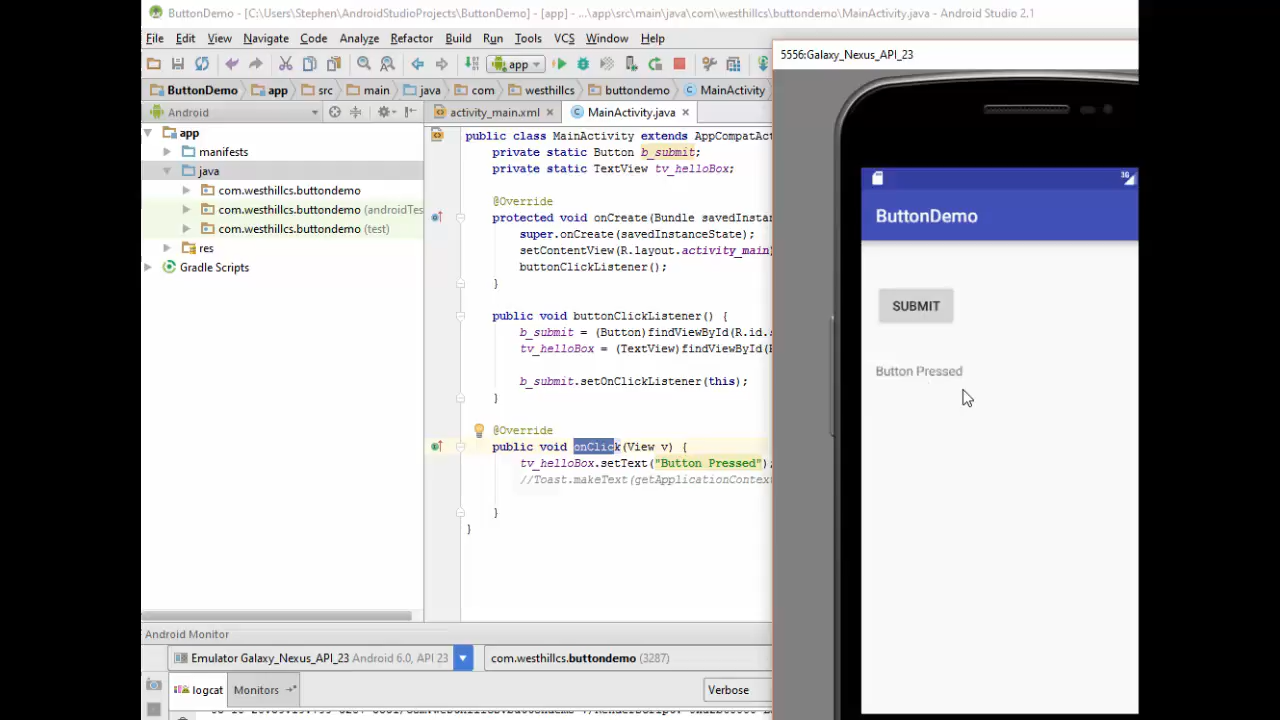 ButtonDemo - [C:\Users\Stephen\AndroidStudioProjects\ButtonDemo] - [app] - ...\app\src\main\java\com\westhillcs\buttondemo\MainActivity.java - Android Studio 2.1
File Edit View Navigate Code Analyze Refactor Build Run Tools VCS Window Help
app
ButtonDemo app src main java com westhillcs buttondemo MainActivity
Android
activity_main.xml
MainActivity.java
app
manifests
java
com.westhillcs.buttondemo
com.westhillcs.buttondemo (androidTes
com.westhillcs.buttondemo (test)
res
Gradle Scripts
public class MainActivity extends AppCompatAct
private static Button b_submit;
private static TextView tv_helloBox;
@Override
protected void onCreate(Bundle savedInstan
super.onCreate(savedInstanceState);
setContentView(R.layout.activity_main)
buttonClickListener();
}
public void buttonClickListener() {
b_submit = (Button)findViewById(R.id.
tv_helloBox = (TextView)findViewById(
b_submit.setOnClickListener(this);
}
@Override
public void onClick(View v) {
tv_helloBox.setText("Button Pressed");
//Toast.makeText(getApplicationContex
}
}
5556:Galaxy_Nexus_API_23
3G
ButtonDemo
SUBMIT
Button Pressed
Android Monitor
Emulator Galaxy_Nexus_API_23 Android 6.0, API 23
com.westhillcs.buttondemo (3287)
logcat
Monitors
Verbose